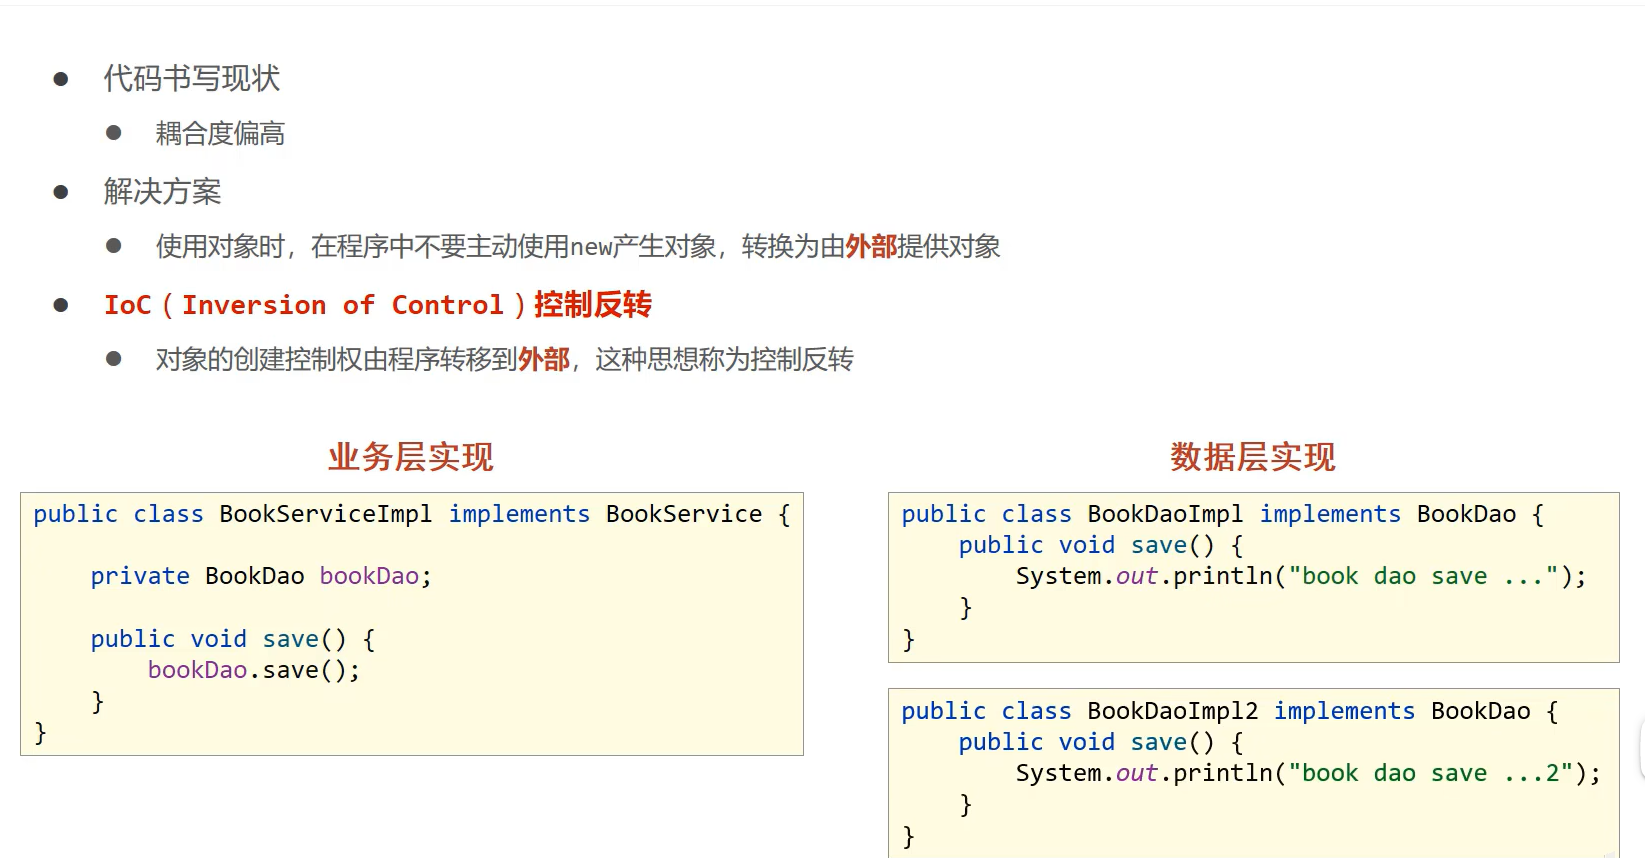 ● 代码书写现状
● 耦合度偏高
● 解决方案
● 使用对象时，在程序中不要主动使用new产生对象，转换为由外部提供对象
● IoC（Inversion of Control）控制反转
● 对象的创建控制权由程序转移到外部，这种思想称为控制反转
业务层实现
public class BookServiceImpl implements BookService {
    private BookDao bookDao;
    public void save() {
        bookDao.save();
    }
}
数据层实现
public class BookDaoImpl implements BookDao {
    public void save() {
        System.out.println("book dao save ...");
    }
}
public class BookDaoImpl2 implements BookDao {
    public void save() {
        System.out.println("book dao save ...2");
    }
}